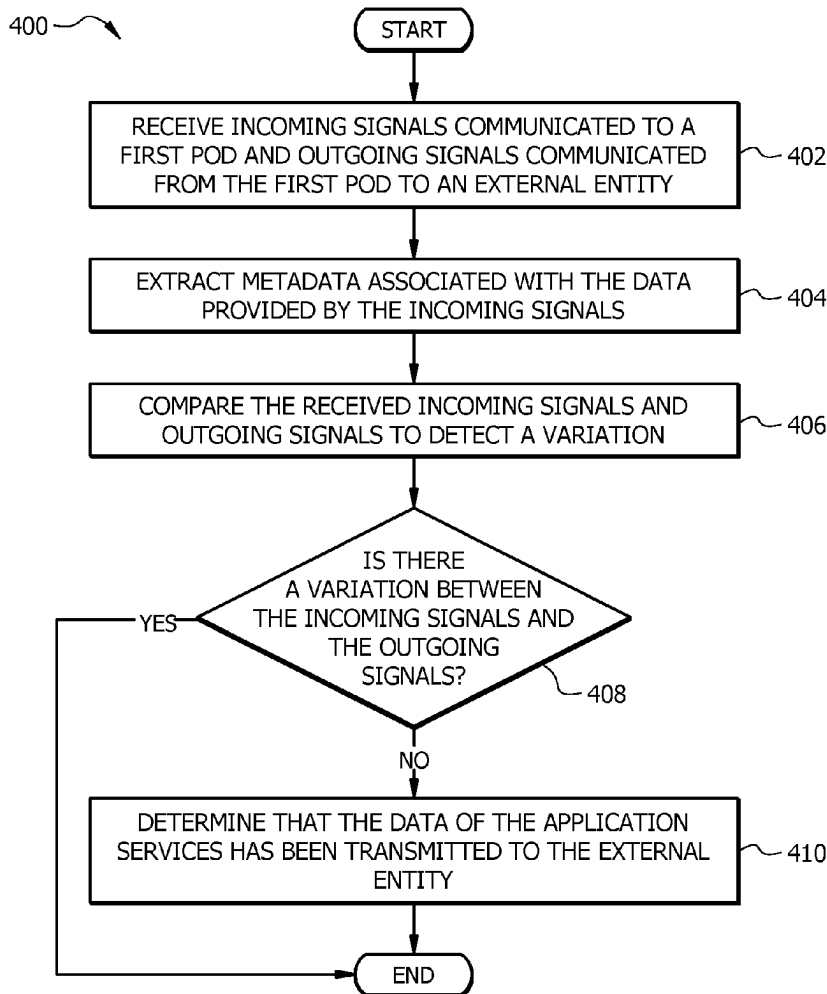 400
START
RECEIVE INCOMING SIGNALS COMMUNICATED TO A
FIRST POD AND OUTGOING SIGNALS COMMUNICATED
FROM THE FIRST POD TO AN EXTERNAL ENTITY
402
EXTRACT METADATA ASSOCIATED WITH THE DATA
PROVIDED BY THE INCOMING SIGNALS
404
COMPARE THE RECEIVED INCOMING SIGNALS AND
OUTGOING SIGNALS TO DETECT A VARIATION
406
IS THERE
A VARIATION BETWEEN
THE INCOMING SIGNALS AND
THE OUTGOING
SIGNALS?
YES
408
NO
DETERMINE THAT THE DATA OF THE APPLICATION
SERVICES HAS BEEN TRANSMITTED TO THE EXTERNAL
ENTITY
410
END